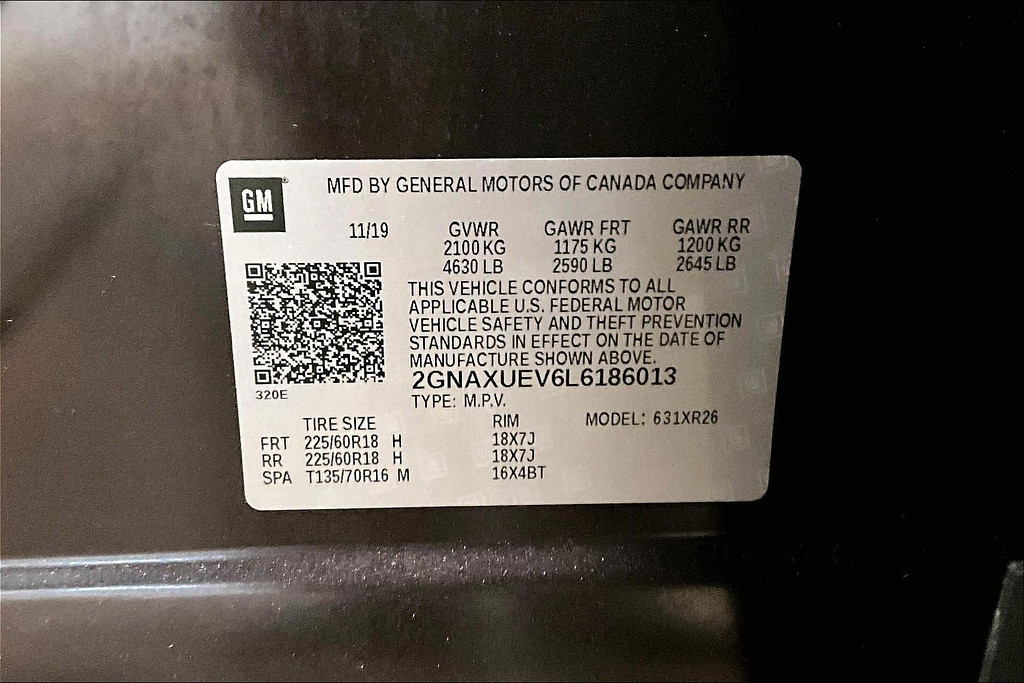 GM®
MFD BY GENERAL MOTORS OF CANADA COMPANY
11/19 GVWR GAWR FRT GAWR RR
2100 KG 1175 KG 1200 KG
4630 LB 2590 LB 2645 LB
THIS VEHICLE CONFORMS TO ALL
APPLICABLE U.S. FEDERAL MOTOR
VEHICLE SAFETY AND THEFT PREVENTION
STANDARDS IN EFFECT ON THE DATE OF
MANUFACTURE SHOWN ABOVE.
2GNAXUEV6L6186013
320E
TYPE: M.P.V.
TIRE SIZE RIM MODEL: 631XR26
FRT 225/60R18 H 18X7J
RR 225/60R18 H 18X7J
SPA T135/70R16 M 16X4BT